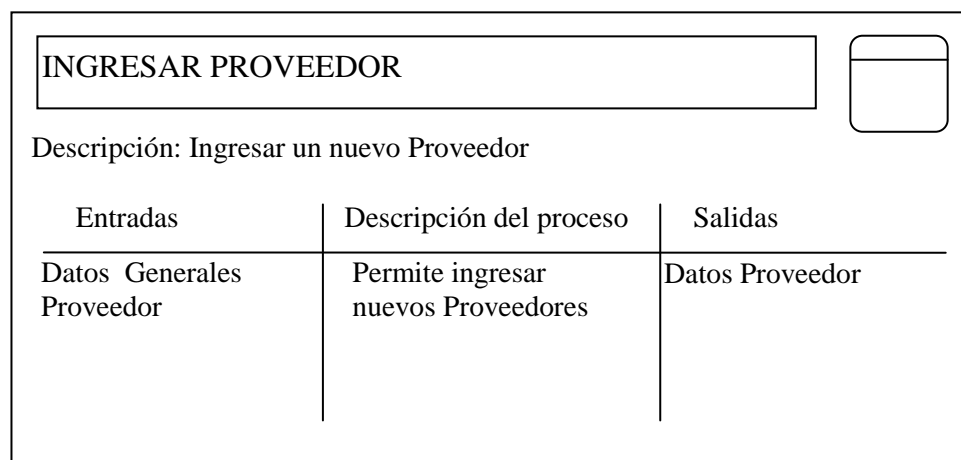 INGRESAR PROVEEDOR
Descripción: Ingresar un nuevo Proveedor
Entradas Descripción del proceso Salidas
Datos Generales Permite ingresar Datos Proveedor
Proveedor nuevos Proveedores